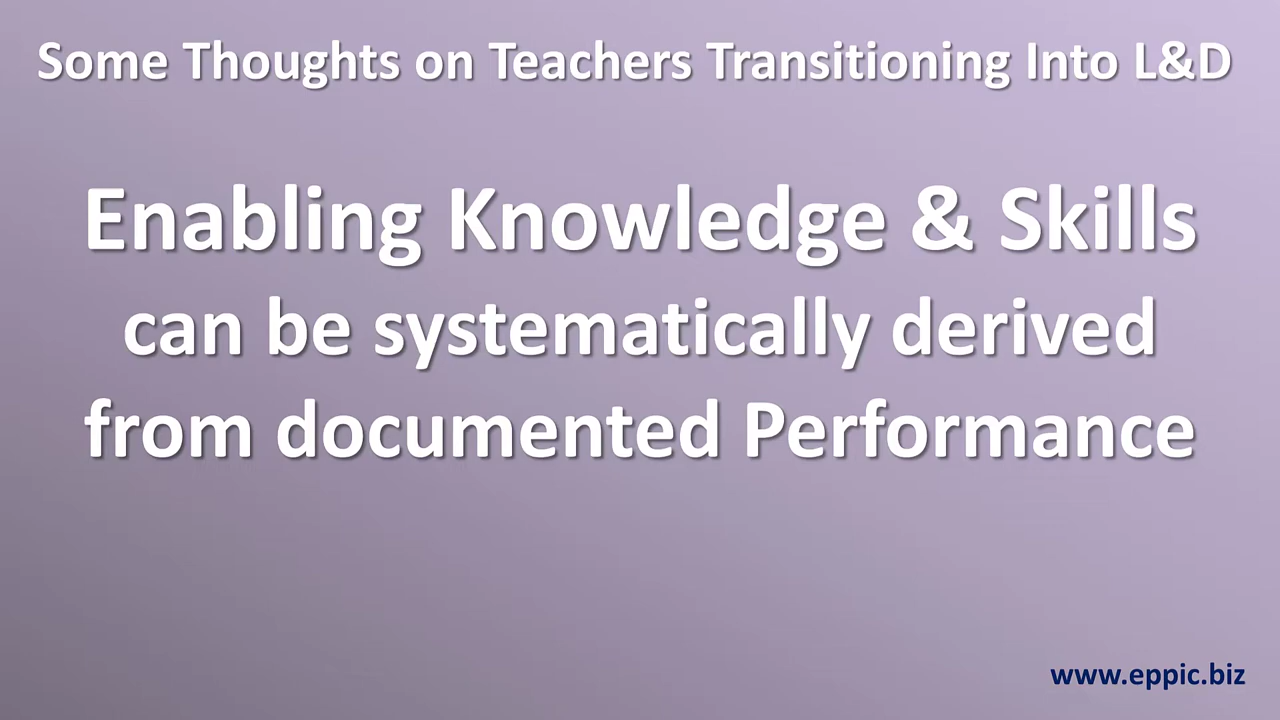 Some Thoughts on Teachers Transitioning Into L&D
Enabling Knowledge & Skills
can be systematically derived
from documented Performance
www.eppic.biz